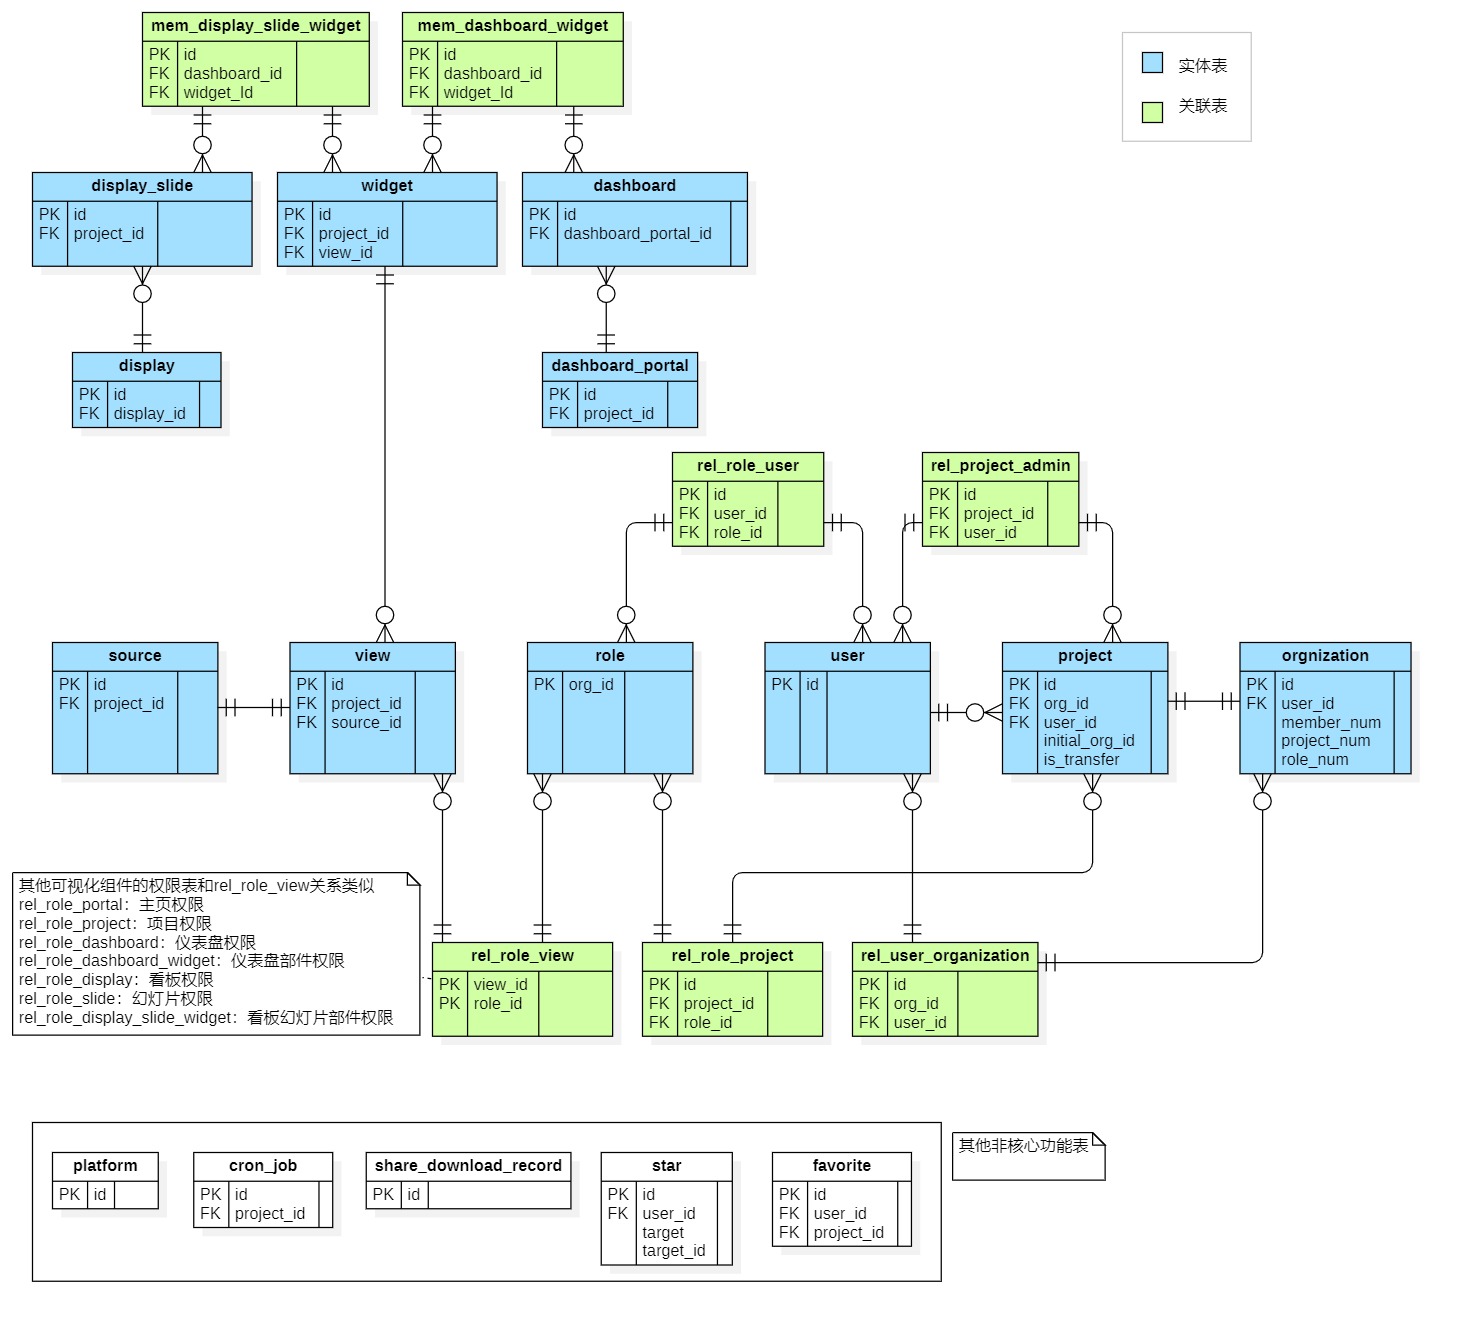 mem_display_slide_widget
PK id
FK dashboard_id
FK widget_Id
mem_dashboard_widget
PK id
FK dashboard_id
FK widget_Id
实体表
关联表
display_slide
PK id
FK project_id
widget
PK id
FK project_id
FK view_id
dashboard
PK id
FK dashboard_portal_id
display
PK id
FK display_id
dashboard_portal
PK id
FK project_id
rel_role_user
PK id
FK user_id
FK role_id
rel_project_admin
PK id
FK project_id
FK user_id
source
PK id
FK project_id
view
PK id
FK project_id
FK source_id
role
PK org_id
user
PK id
project
PK id
FK org_id
FK user_id
initial_org_id
is_transfer
orgnization
PK id
FK user_id
member_num
project_num
role_num
其他可视化组件的权限表和rel_role_view关系类似
rel_role_portal：主页权限
rel_role_project：项目权限
rel_role_dashboard：仪表盘权限
rel_role_dashboard_widget：仪表盘部件权限
rel_role_display：看板权限
rel_role_slide：幻灯片权限
rel_role_display_slide_widget：看板幻灯片部件权限
rel_role_view
PK view_id
PK role_id
rel_role_project
PK id
FK project_id
FK role_id
rel_user_organization
PK id
FK org_id
FK user_id
platform
PK id
cron_job
PK id
FK project_id
share_download_record
PK id
star
PK id
FK user_id
target
target_id
favorite
PK id
FK user_id
FK project_id
其他非核心功能表